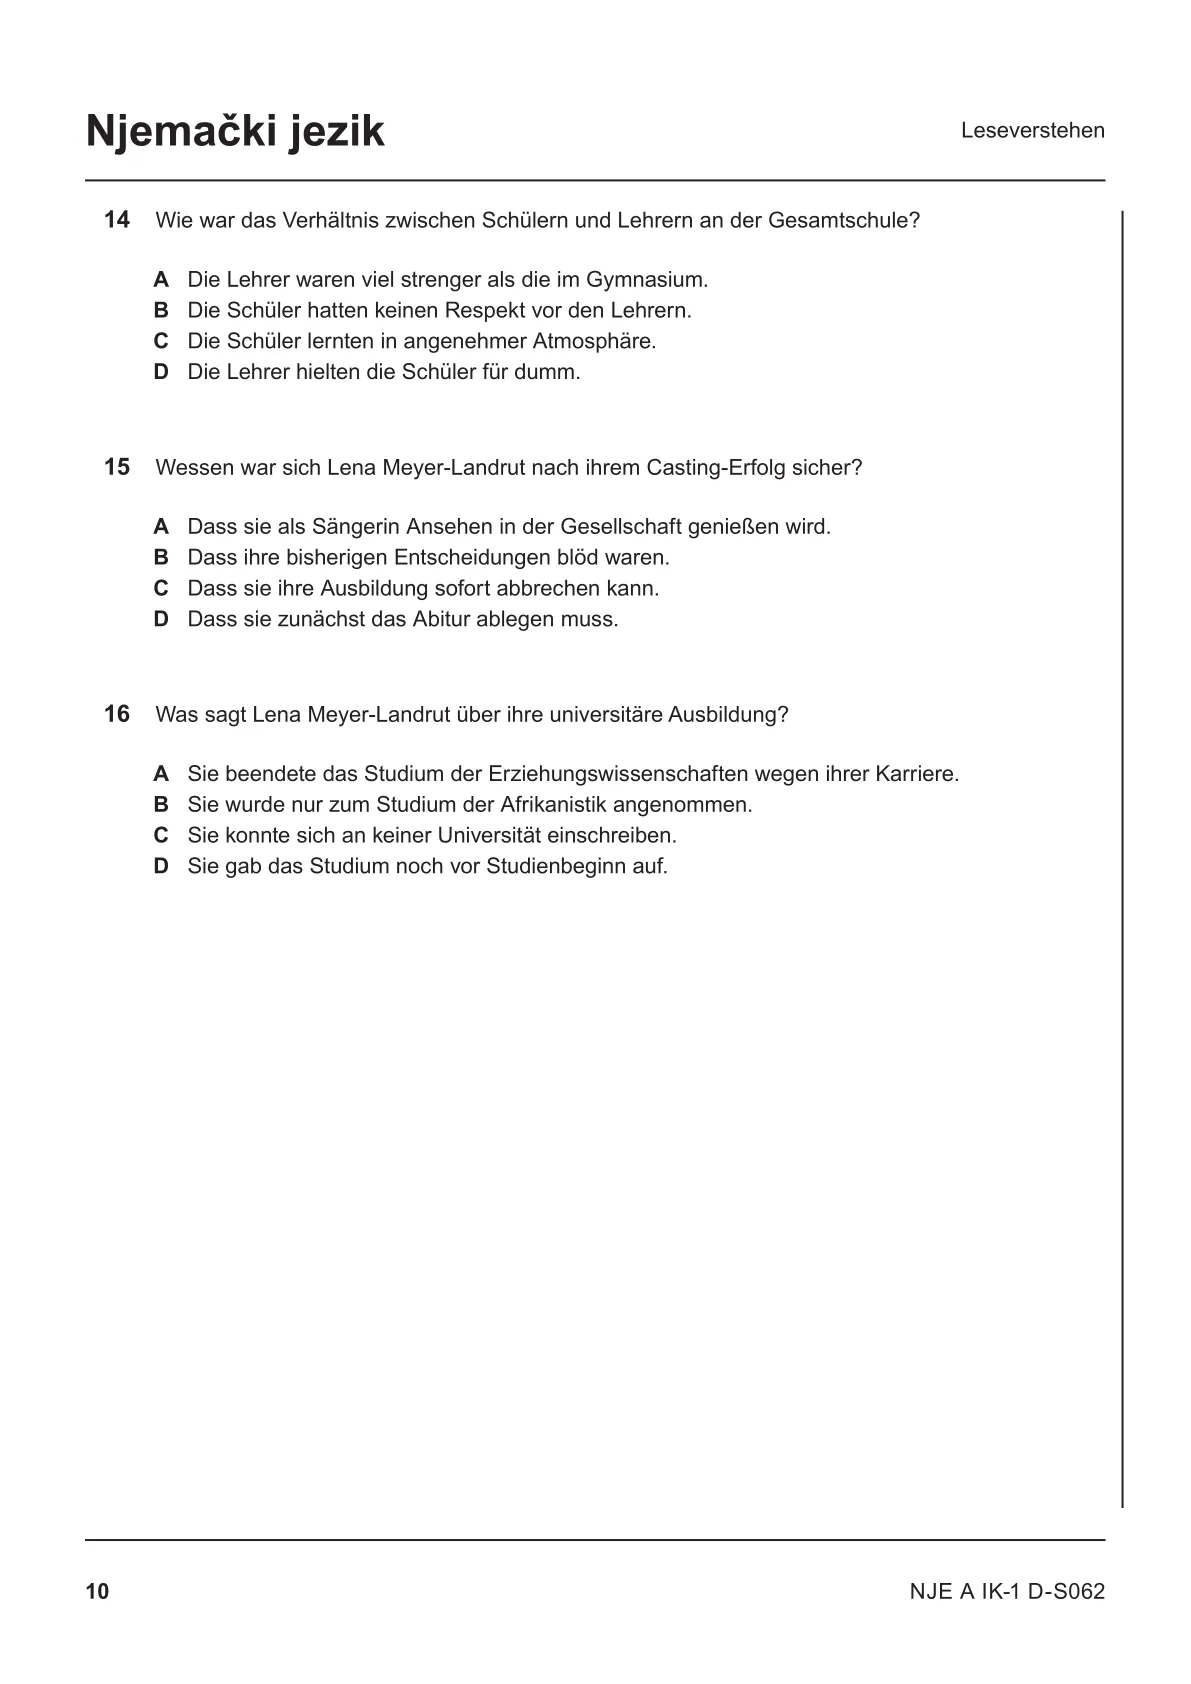 Njemački jezik
Leseverstehen
14 Wie war das Verhältnis zwischen Schülern und Lehrern an der Gesamtschule?
A Die Lehrer waren viel strenger als die im Gymnasium.
B Die Schüler hatten keinen Respekt vor den Lehrern.
C Die Schüler lernten in angenehmer Atmosphäre.
D Die Lehrer hielten die Schüler für dumm.
15 Wessen war sich Lena Meyer-Landrut nach ihrem Casting-Erfolg sicher?
A Dass sie als Sängerin Ansehen in der Gesellschaft genießen wird.
B Dass ihre bisherigen Entscheidungen blöd waren.
C Dass sie ihre Ausbildung sofort abbrechen kann.
D Dass sie zunächst das Abitur ablegen muss.
16 Was sagt Lena Meyer-Landrut über ihre universitäre Ausbildung?
A Sie beendete das Studium der Erziehungswissenschaften wegen ihrer Karriere.
B Sie wurde nur zum Studium der Afrikanistik angenommen.
C Sie konnte sich an keiner Universität einschreiben.
D Sie gab das Studium noch vor Studienbeginn auf.
10
NJE A IK-1 D-S062